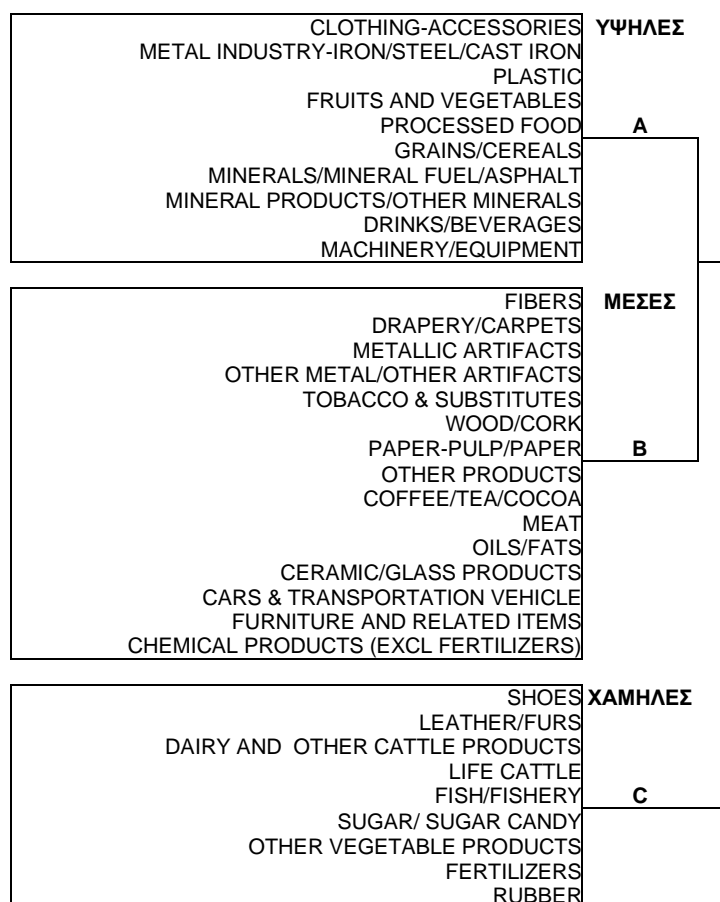 CLOTHING-ACCESSORIES ΥΨΗΛΕΣ
METAL INDUSTRY-IRON/STEEL/CAST IRON
PLASTIC
FRUITS AND VEGETABLES
PROCESSED FOOD A
GRAINS/CEREALS
MINERALS/MINERAL FUEL/ASPHALT
MINERAL PRODUCTS/OTHER MINERALS
DRINKS/BEVERAGES
MACHINERY/EQUIPMENT
FIBERS ΜΕΣΕΣ
DRAPERY/CARPETS
METALLIC ARTIFACTS
OTHER METAL/OTHER ARTIFACTS
TOBACCO & SUBSTITUTES
WOOD/CORK
PAPER-PULP/PAPER B
OTHER PRODUCTS
COFFEE/TEA/COCOA
MEAT
OILS/FATS
CERAMIC/GLASS PRODUCTS
CARS & TRANSPORTATION VEHICLE
FURNITURE AND RELATED ITEMS
CHEMICAL PRODUCTS (EXCL FERTILIZERS)
SHOES ΧΑΜΗΛΕΣ
LEATHER/FURS
DAIRY AND OTHER CATTLE PRODUCTS
LIFE CATTLE
FISH/FISHERY C
SUGAR/ SUGAR CANDY
OTHER VEGETABLE PRODUCTS
FERTILIZERS
RUBBER